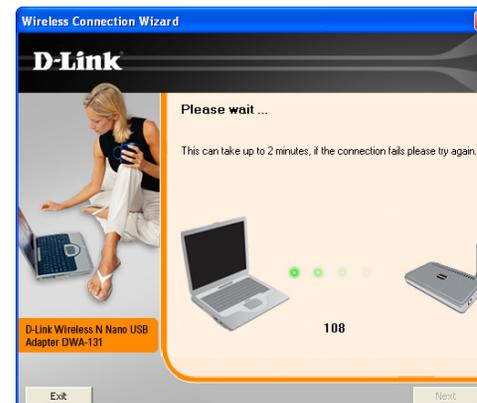 Wireless Connection Wizard
D-Link
Please wait ...
This can take up to 2 minutes, if the connection fails please try again.
108
D-Link Wireless N Nano USB
Adapter DWA-131
Exit
Next